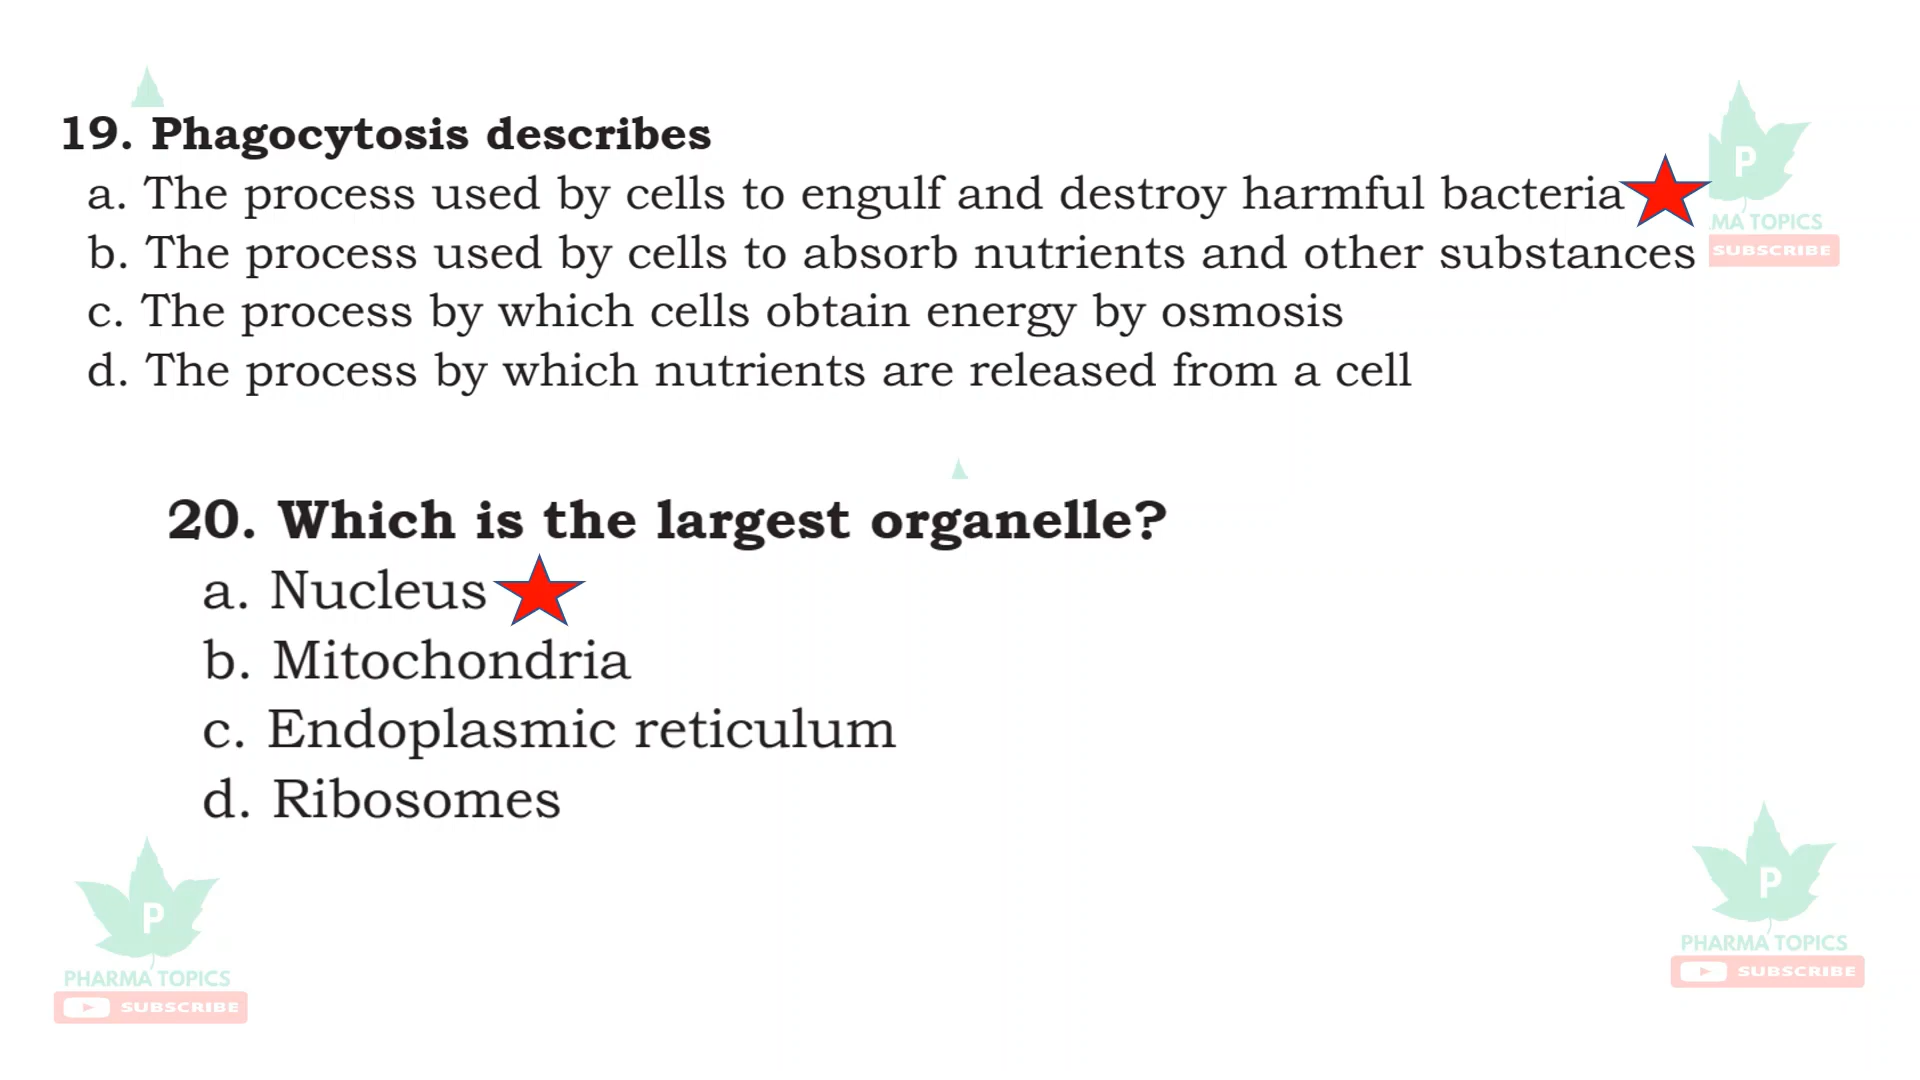 19. Phagocytosis describes
a. The process used by cells to engulf and destroy harmful bacteria
b. The process used by cells to absorb nutrients and other substances
c. The process by which cells obtain energy by osmosis
d. The process by which nutrients are released from a cell
P
MA TOPICS
SUBSCRIBE
20. Which is the largest organelle?
a. Nucleus
b. Mitochondria
c. Endoplasmic reticulum
d. Ribosomes
P
PHARMA TOPICS
SUBSCRIBE
P
PHARMA TOPICS
SUBSCRIBE